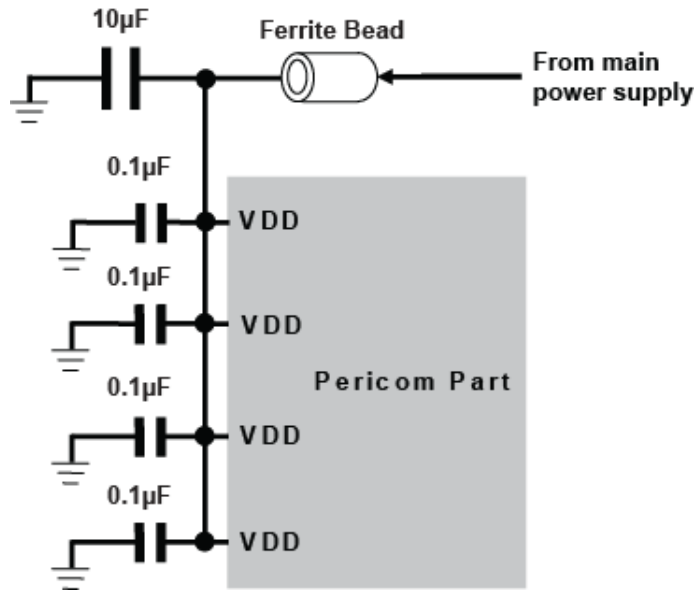 10µF
Ferrite Bead
From main
power supply
0.1µF
VDD
0.1µF
VDD
Pericom Part
0.1µF
VDD
0.1µF
VDD